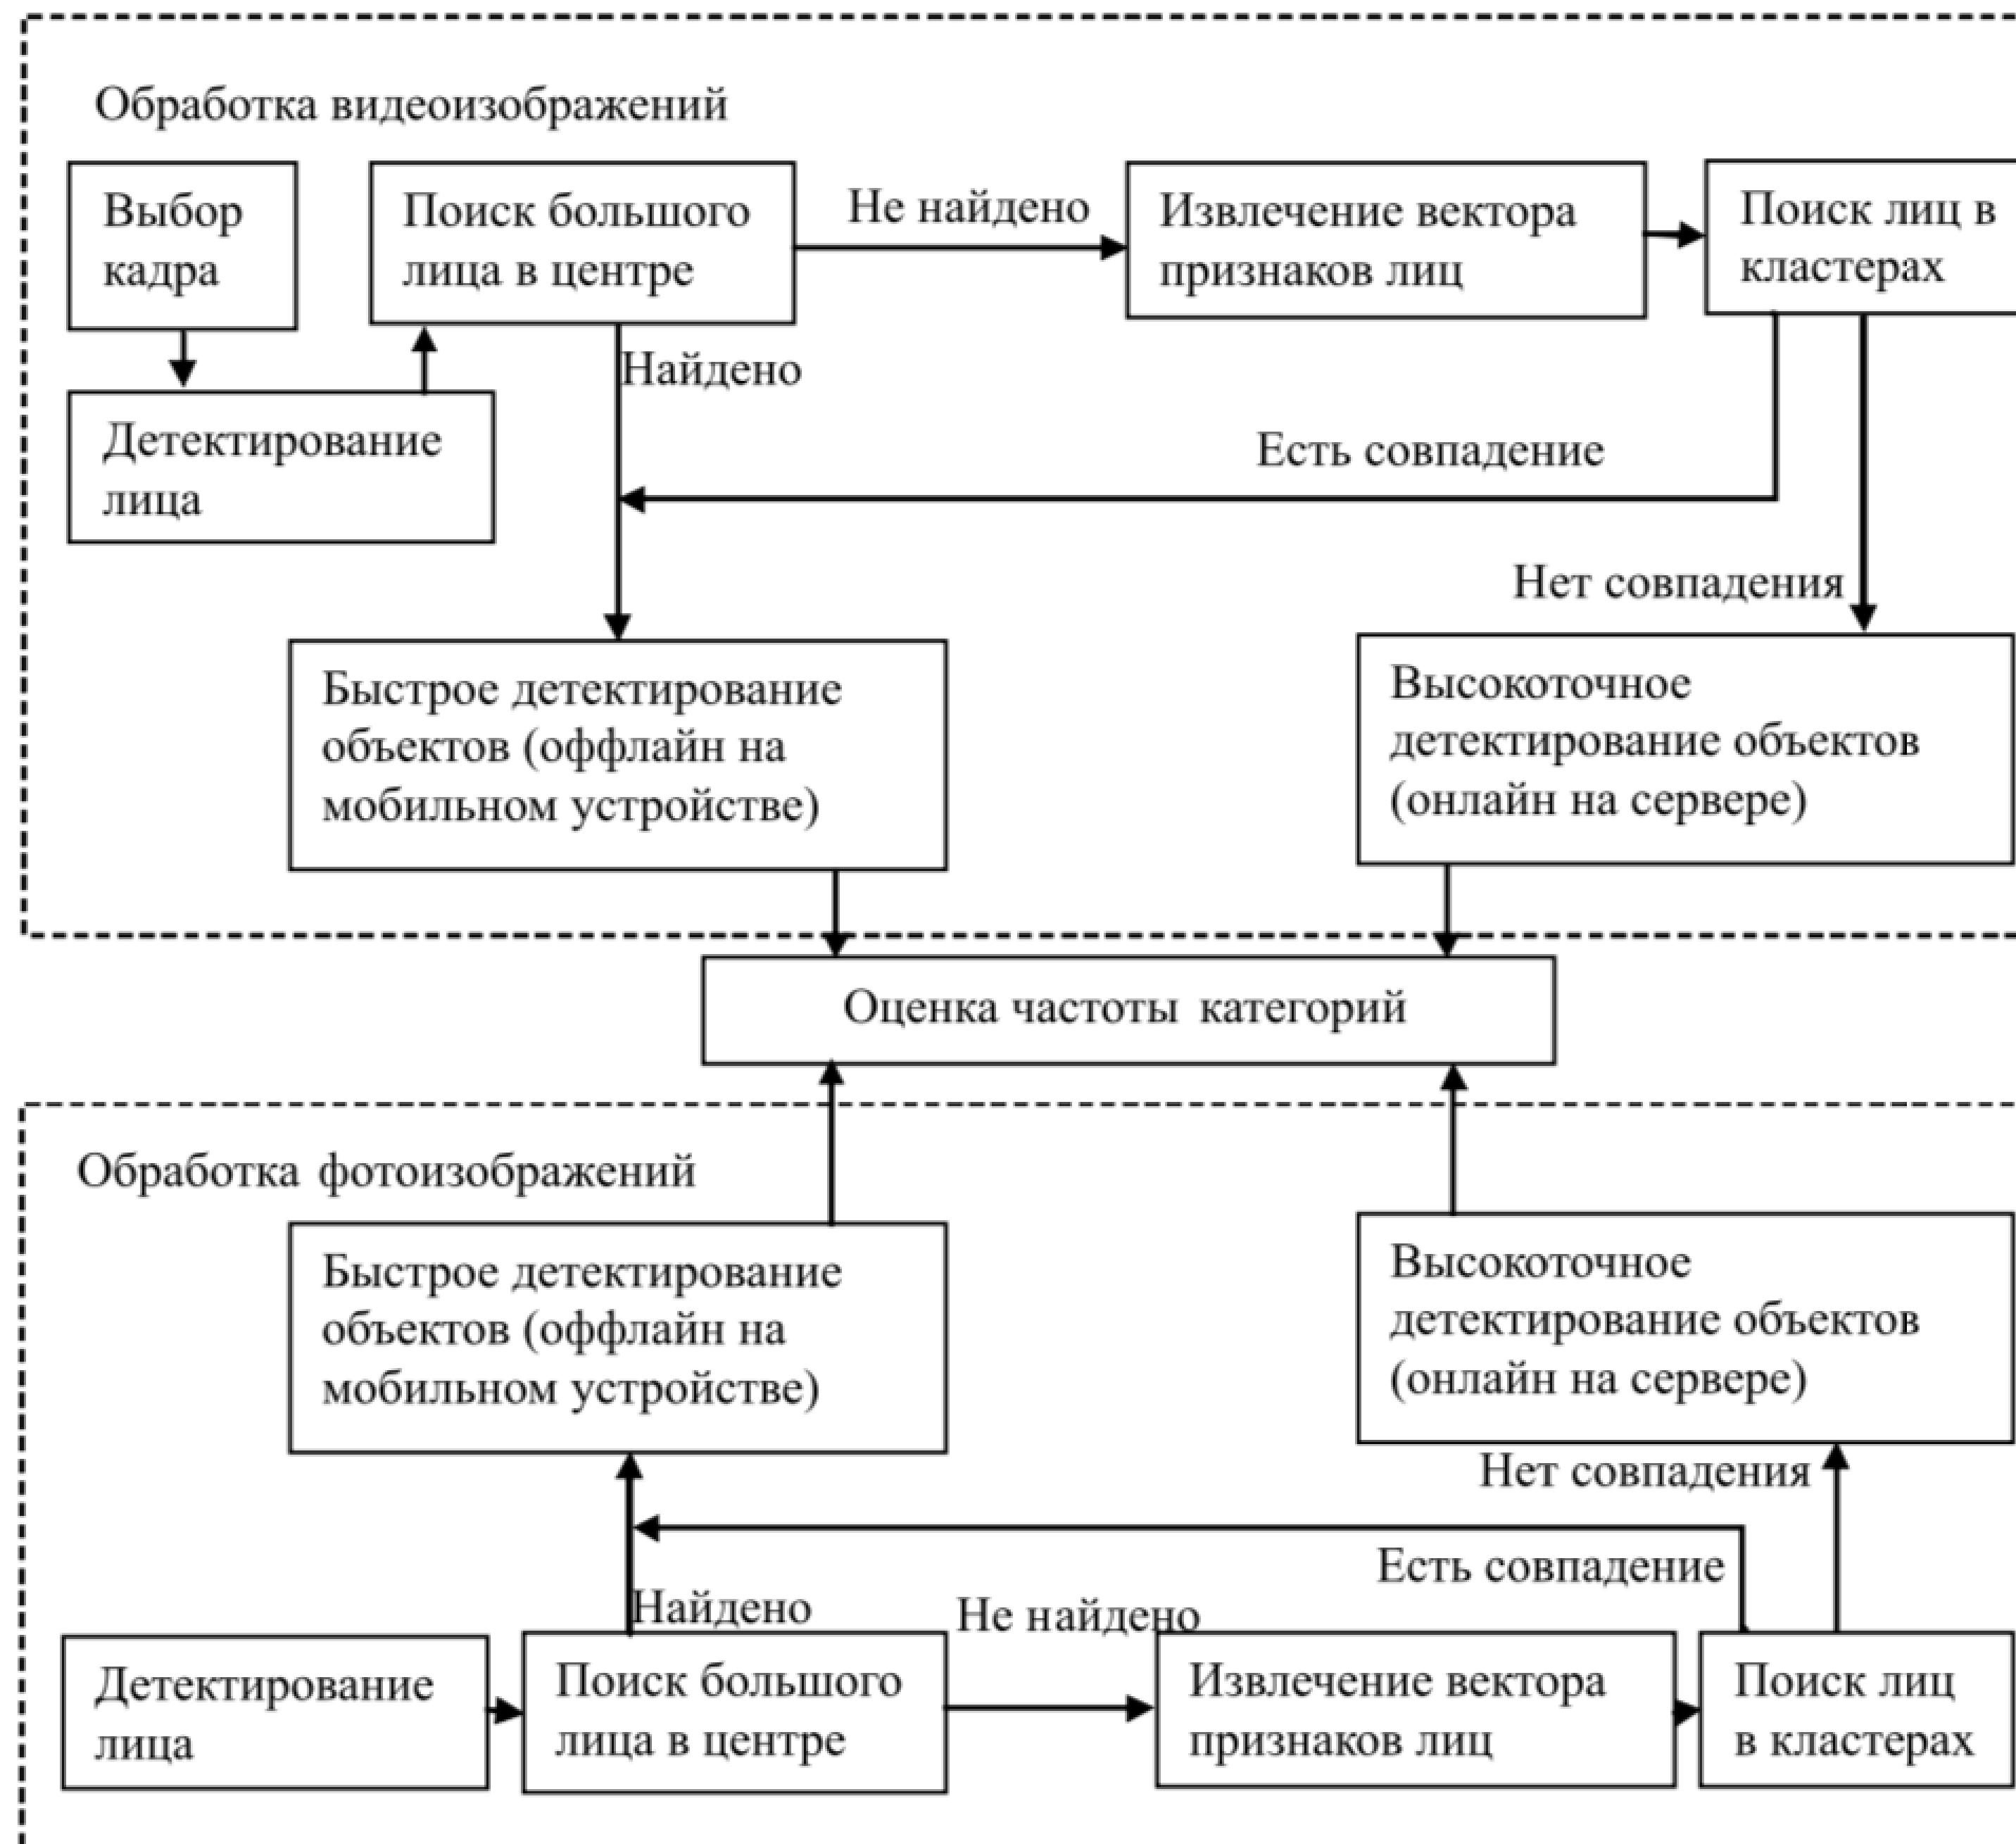 Обработка видеоизображений
Выбор
кадра
Поиск большого
лица в центре
Не найдено
Извлечение вектора
признаков лиц
Поиск лиц в
кластерах
Найдено
Детектирование
лица
Есть совпадение
Нет совпадения
Быстрое детектирование
объектов (оффлайн на
мобильном устройстве)
Высокоточное
детектирование объектов
(онлайн на сервере)
Оценка частоты категорий
Обработка фотоизображений
Быстрое детектирование
объектов (оффлайн на
мобильном устройстве)
Высокоточное
детектирование объектов
(онлайн на сервере)
Нет совпадения
Есть совпадение
Найдено
Не найдено
Детектирование
лица
Поиск большого
лица в центре
Извлечение вектора
признаков лиц
Поиск лиц
в кластерах